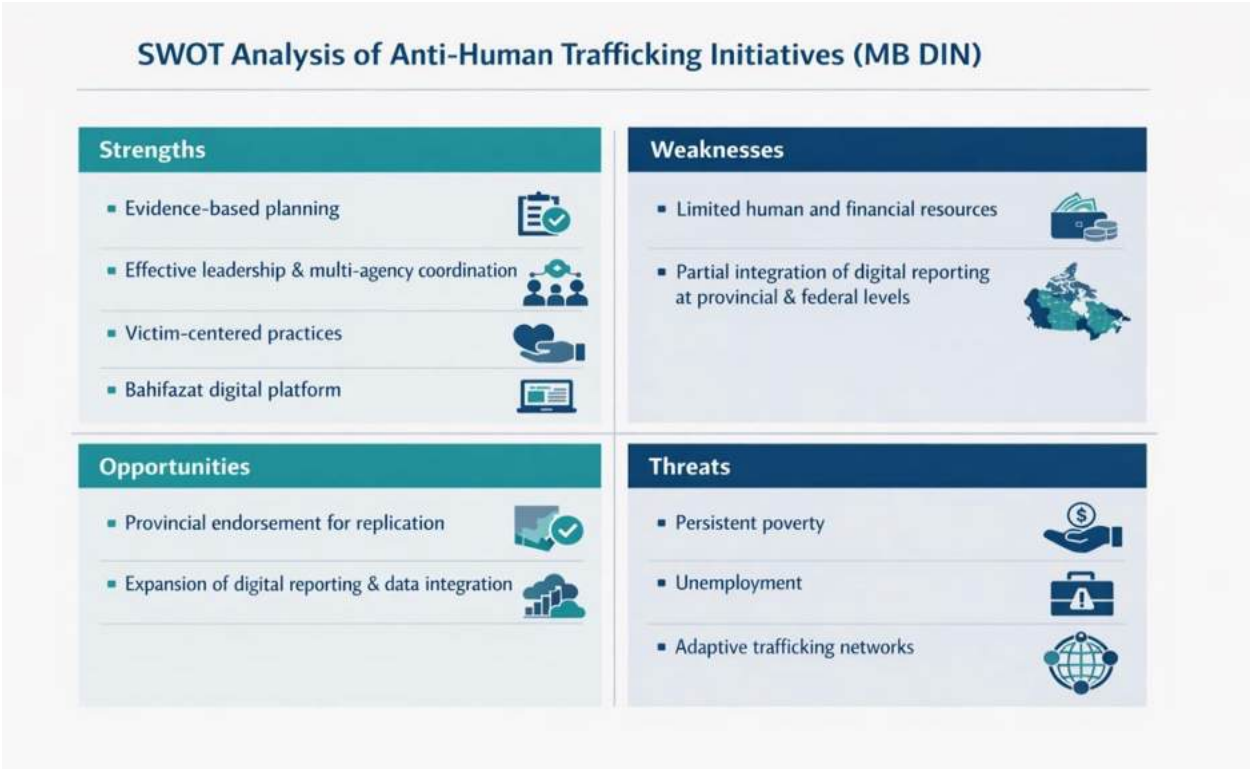 SWOT Analysis of Anti-Human Trafficking Initiatives (MB DIN)
Strengths
▪ Evidence-based planning
▪ Effective leadership & multi-agency coordination
▪ Victim-centered practices
▪ Bahifazat digital platform
Weaknesses
▪ Limited human and financial resources
▪ Partial integration of digital reporting
at provincial & federal levels
Opportunities
▪ Provincial endorsement for replication
▪ Expansion of digital reporting & data integration
Threats
▪ Persistent poverty
▪ Unemployment
▪ Adaptive trafficking networks